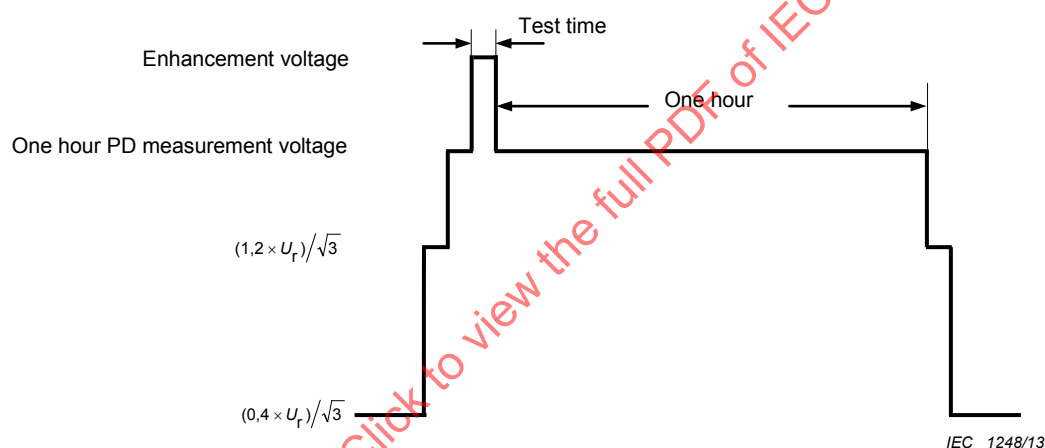 Test time
Enhancement voltage
One hour
One hour PD measurement voltage
(1,2 × Ur)/√3
(0,4 × Ur)/√3
Click to view the full PDF of IEC
IEC 1248/13